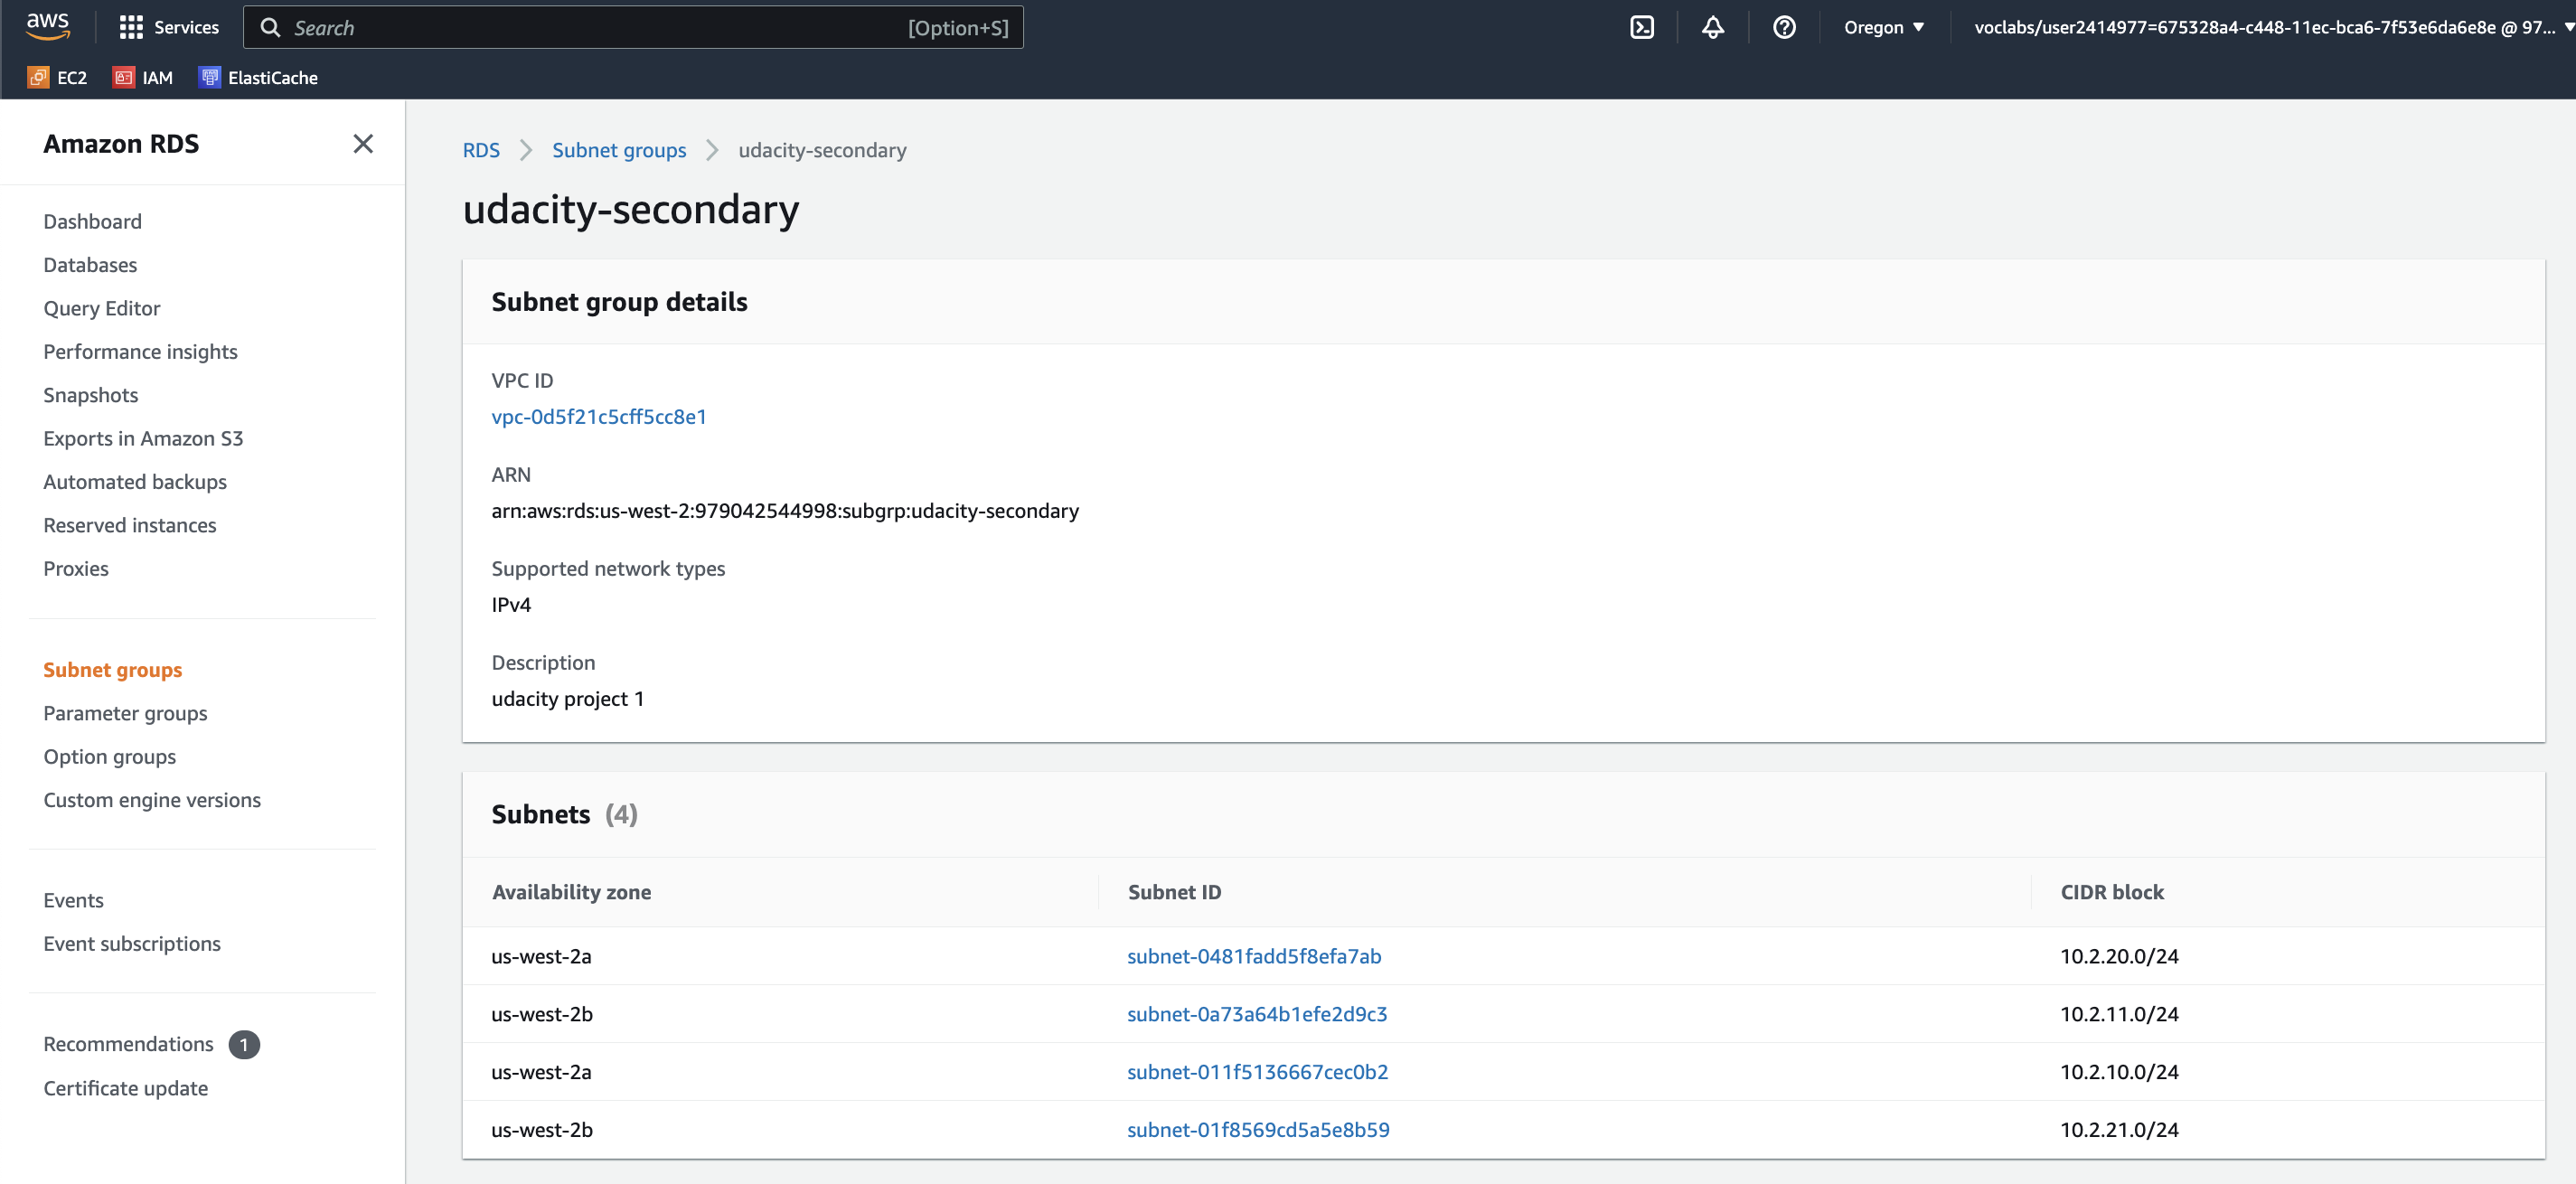 aws Services Search [Option+S] Oregon voclabs/user2414977=675328a4-c448-11ec-bca6-7f53e6da6e8e @ 97...
EC2 IAM ElastiCache
Amazon RDS
Dashboard
Databases
Query Editor
Performance insights
Snapshots
Exports in Amazon S3
Automated backups
Reserved instances
Proxies
Subnet groups
Parameter groups
Option groups
Custom engine versions
Events
Event subscriptions
Recommendations 1
Certificate update
RDS Subnet groups udacity-secondary
udacity-secondary
Subnet group details
VPC ID
vpc-0d5f21c5cff5cc8e1
ARN
arn:aws:rds:us-west-2:979042544998:subgrp:udacity-secondary
Supported network types
IPv4
Description
udacity project 1
Subnets (4)
Availability zone Subnet ID CIDR block
us-west-2a subnet-0481fadd5f8efa7ab 10.2.20.0/24
us-west-2b subnet-0a73a64b1efe2d9c3 10.2.11.0/24
us-west-2a subnet-011f5136667cec0b2 10.2.10.0/24
us-west-2b subnet-01f8569cd5a5e8b59 10.2.21.0/24